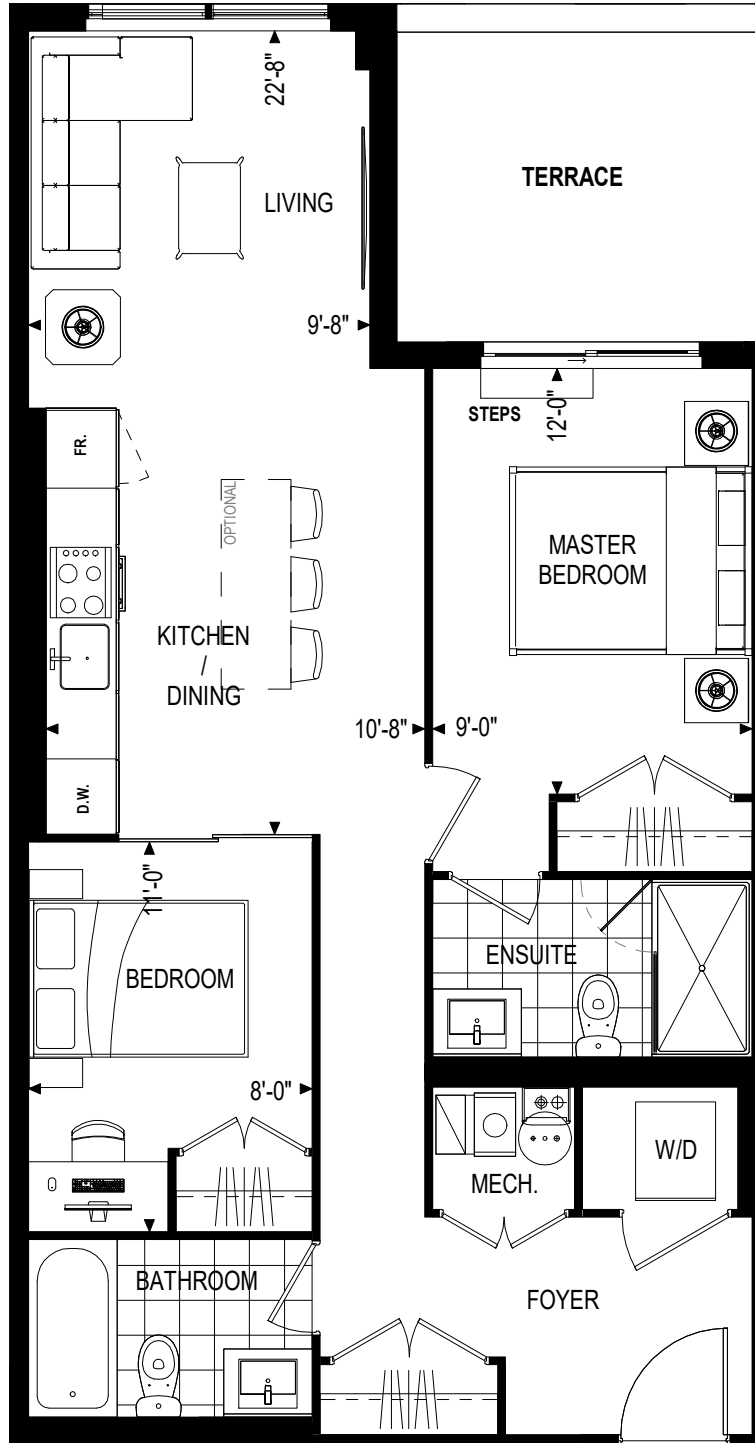 22'-8"
LIVING
TERRACE
9'-8"
STEPS
12'-0"
FR.
OPTIONAL
MASTER
BEDROOM
KITCHEN
/
DINING
10'-8"
9'-0"
D.W.
11'-0"
ENSUITE
BEDROOM
8'-0"
W/D
MECH.
BATHROOM
FOYER